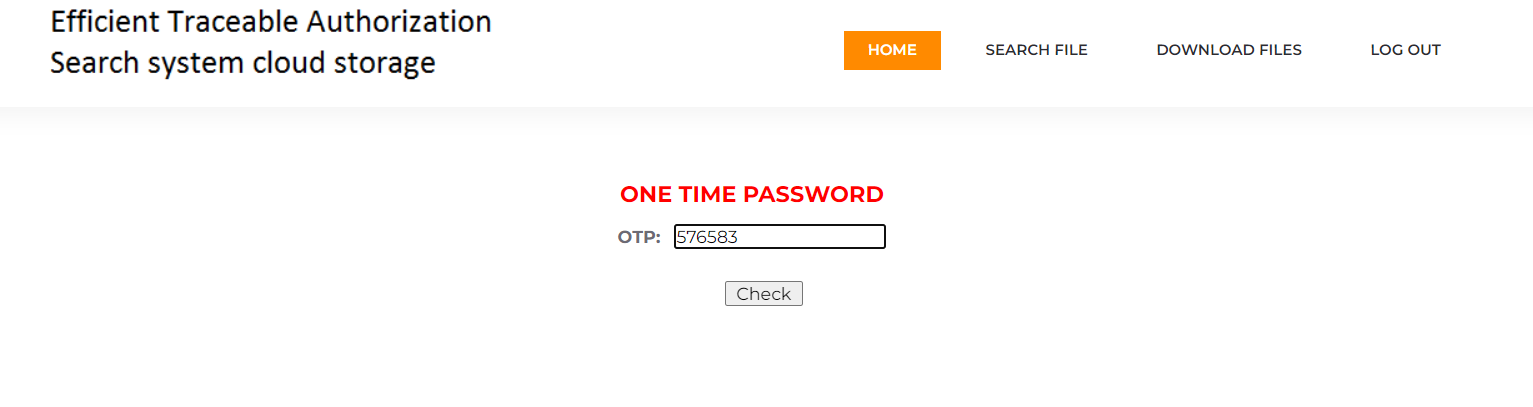 Efficient Traceable Authorization
Search system cloud storage
HOME SEARCH FILE DOWNLOAD FILES LOG OUT
ONE TIME PASSWORD
OTP: 576583
Check